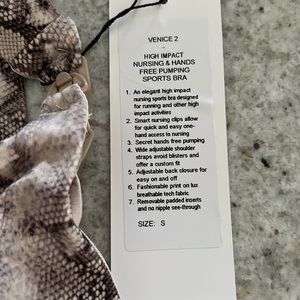 VENICE 2
-
HIGH IMPACT
NURSING & HANDS
FREE PUMPING
SPORTS BRA
1. An elegant high impact
nursing sports bra designed
for running and other high
impact activities
2. Smart nursing clips allow
for quick and easy one-
hand access to nursing
3. Secret hands free pumping
4. Wide adjustable shoulder
straps avoid blisters and
offer a custom fit
5. Adjustable back closure for
easy on and off
6. Fashionable print on lux
breathable tech fabric
7. Removable padded inserts
and no nipple see-through
SIZE: S